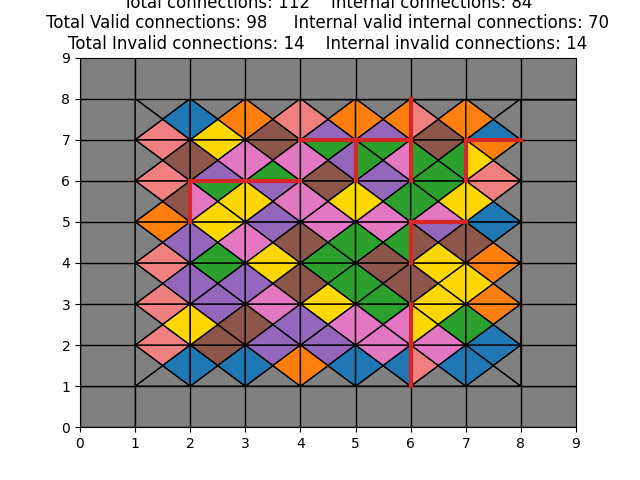 Total connections: 112    Internal connections: 84
Total Valid connections: 98    Internal valid internal connections: 70
Total Invalid connections: 14    Internal invalid connections: 14
9
8
7
6
5
4
3
2
1
0
0 1 2 3 4 5 6 7 8 9